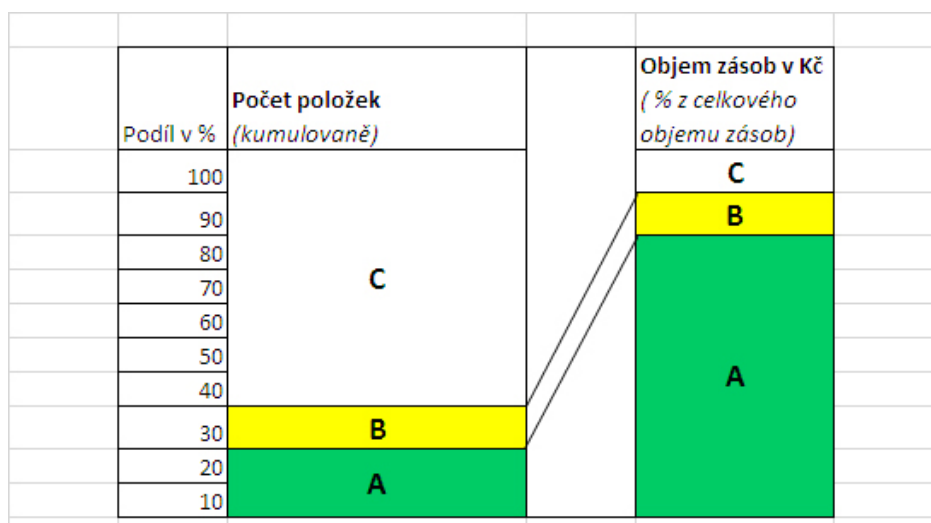 Objem zásob v Kč
Počet položek
( % z celkového
Podíl v %
(kumulovaně)
objemu zásob)
100
C
90
B
80
70
C
60
50
40
A
30
B
20
A
10